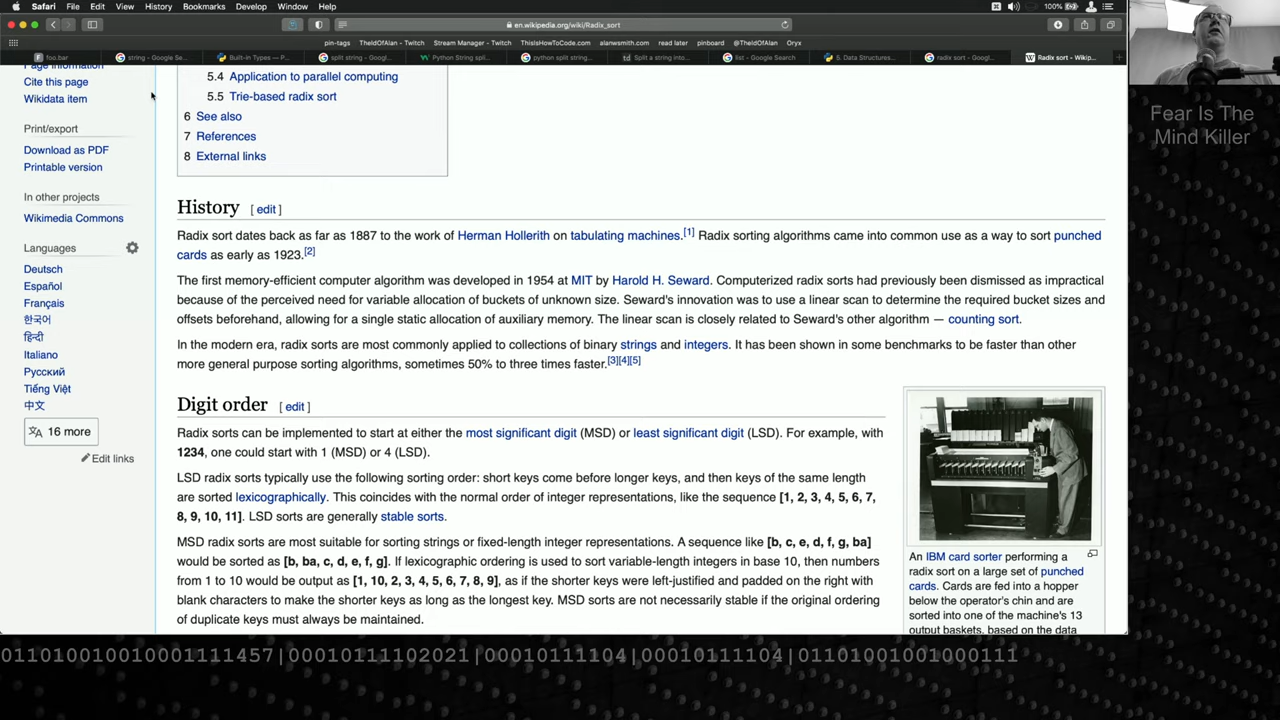 Safari File Edit View History Bookmarks Develop Window Help
100%
en.wikipedia.org/wiki/Radix_sort
pin-tags TheIdOfAlan - Twitch Stream Manager - Twitch ThisIsHowToCode.com alanwsmith.com read later pinboard @TheIdOfAlan Oryx
foo.bar string - Google Se... Built-in Types — P... split string - Googl... Python String spli... python split string... Split a string into... list - Google Search 5. Data Structures... radix sort - Googl... Radix sort - Wikip...
Page information
Cite this page
Wikidata item
Print/export
Download as PDF
Printable version
In other projects
Wikimedia Commons
Languages
Deutsch
Español
Français
한국어
हिन्दी
Italiano
Русский
Tiếng Việt
中文
16 more
Edit links
5.4 Application to parallel computing
5.5 Trie-based radix sort
6 See also
7 References
8 External links
History [ edit ]
Radix sort dates back as far as 1887 to the work of Herman Hollerith on tabulating machines.[1] Radix sorting algorithms came into common use as a way to sort punched
cards as early as 1923.[2]
The first memory-efficient computer algorithm was developed in 1954 at MIT by Harold H. Seward. Computerized radix sorts had previously been dismissed as impractical
because of the perceived need for variable allocation of buckets of unknown size. Seward's innovation was to use a linear scan to determine the required bucket sizes and
offsets beforehand, allowing for a single static allocation of auxiliary memory. The linear scan is closely related to Seward's other algorithm — counting sort.
In the modern era, radix sorts are most commonly applied to collections of binary strings and integers. It has been shown in some benchmarks to be faster than other
more general purpose sorting algorithms, sometimes 50% to three times faster.[3][4][5]
Digit order [ edit ]
Radix sorts can be implemented to start at either the most significant digit (MSD) or least significant digit (LSD). For example, with
1234, one could start with 1 (MSD) or 4 (LSD).
LSD radix sorts typically use the following sorting order: short keys come before longer keys, and then keys of the same length
are sorted lexicographically. This coincides with the normal order of integer representations, like the sequence [1, 2, 3, 4, 5, 6, 7,
8, 9, 10, 11]. LSD sorts are generally stable sorts.
MSD radix sorts are most suitable for sorting strings or fixed-length integer representations. A sequence like [b, c, e, d, f, g, ba]
would be sorted as [b, ba, c, d, e, f, g]. If lexicographic ordering is used to sort variable-length integers in base 10, then numbers
from 1 to 10 would be output as [1, 10, 2, 3, 4, 5, 6, 7, 8, 9], as if the shorter keys were left-justified and padded on the right with
blank characters to make the shorter keys as long as the longest key. MSD sorts are not necessarily stable if the original ordering
of duplicate keys must always be maintained.
An IBM card sorter performing a
radix sort on a large set of punched
cards. Cards are fed into a hopper
below the operator's chin and are
sorted into one of the machine's 13
output baskets, based on the data
Fear Is The
Mind Killer
011010010010001111457|00010111102021|00010111104|00010111104|0110100100100​0111